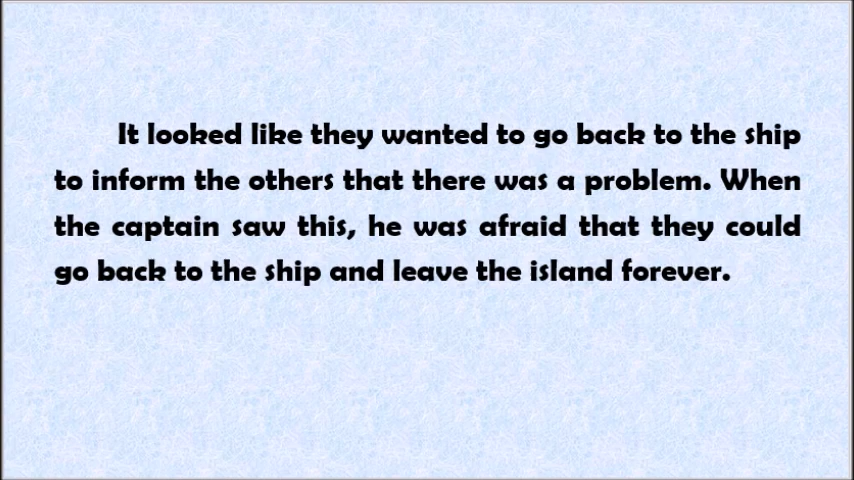 It looked like they wanted to go back to the ship
to inform the others that there was a problem. When
the captain saw this, he was afraid that they could
go back to the ship and leave the island forever.